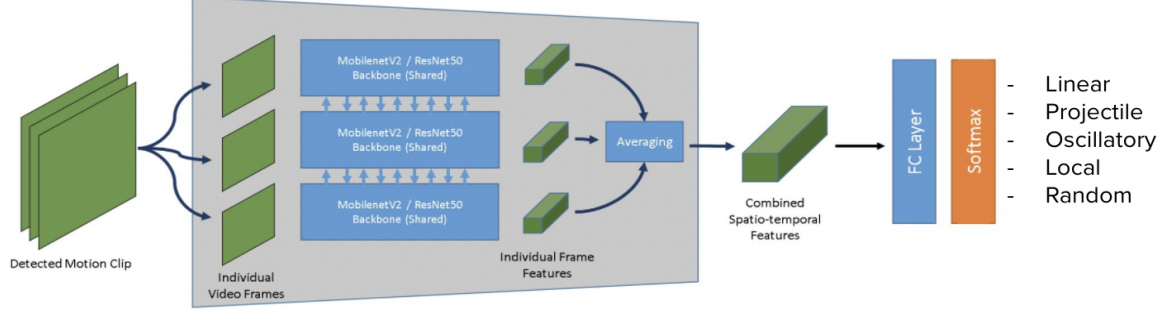 Detected Motion Clip
Individual
Video Frames
MobilenetV2 / ResNet50
Backbone (Shared)
MobilenetV2 / ResNet50
Backbone (Shared)
MobilenetV2 / ResNet50
Backbone (Shared)
Individual Frame
Features
Averaging
Combined
Spatio-temporal
Features
FC Layer
Softmax
- Linear
- Projectile
- Oscillatory
- Local
- Random